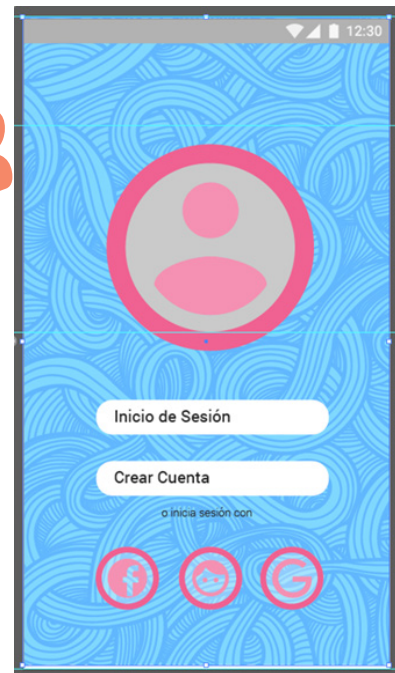 12:30
Inicio de Sesión
Crear Cuenta
o inicia sesión con